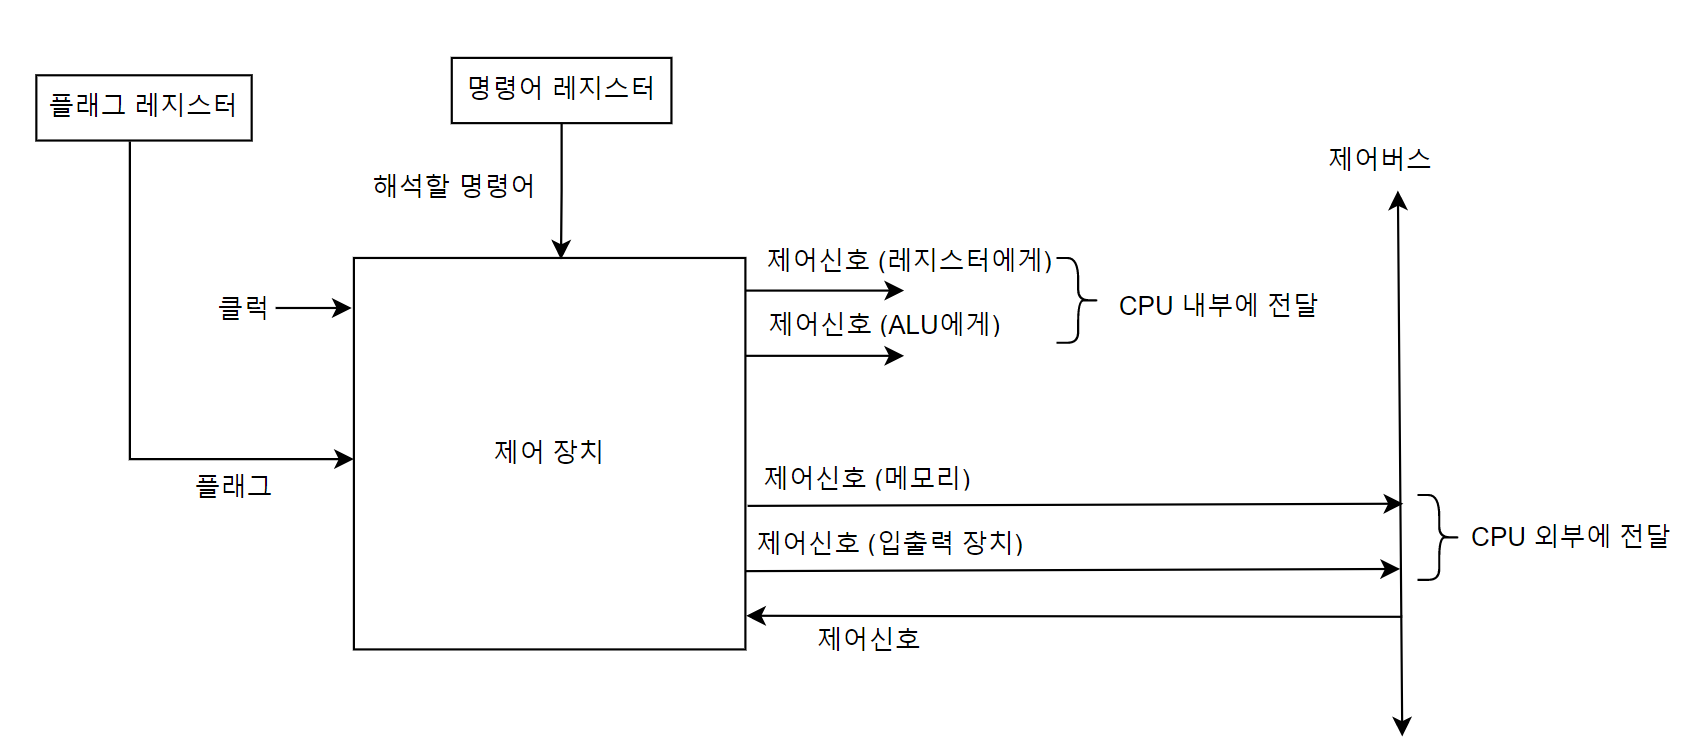 명령어 레지스터
플래그 레지스터
제어버스
해석할 명령어
제어신호 (레지스터에게)
클럭
CPU 내부에 전달
제어신호 (ALU에게)
제어 장치
제어신호 (메모리)
플래그
제어신호 (입출력 장치)
CPU 외부에 전달
제어신호